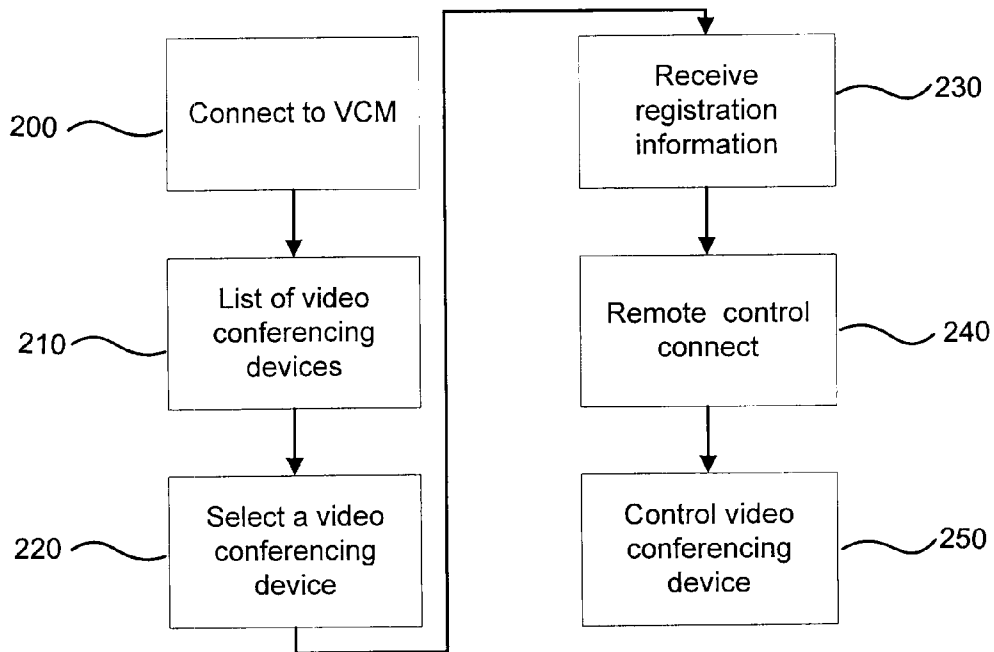 200
Connect to VCM
210
List of video
conferencing
devices
220
Select a video
conferencing
device
Receive
registration
information
230
Remote control
connect
240
Control video
conferencing
device
250